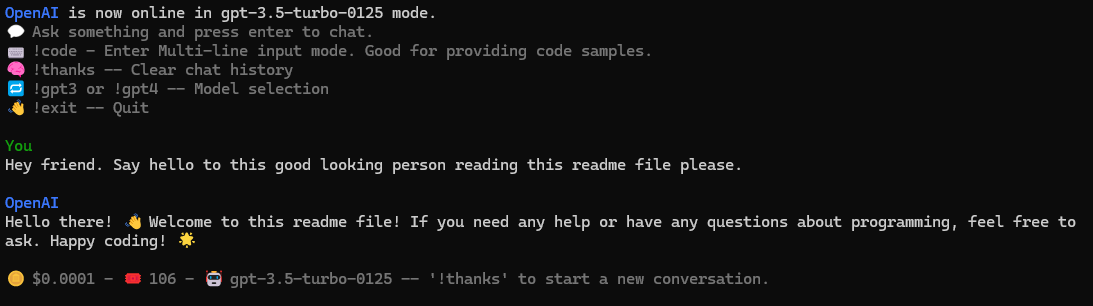 OpenAI is now online in gpt-3.5-turbo-0125 mode.
💬 Ask something and press enter to chat.
⌨️ !code - Enter Multi-line input mode. Good for providing code samples.
🧠 !thanks -- Clear chat history
🔁 !gpt3 or !gpt4 -- Model selection
👋 !exit -- Quit
You
Hey friend. Say hello to this good looking person reading this readme file please.
OpenAI
Hello there! 👋 Welcome to this readme file! If you need any help or have any questions about programming, feel free to
ask. Happy coding! 🌟
🪙 $0.0001 - 🎟️ 106 - 🤖 gpt-3.5-turbo-0125 -- '!thanks' to start a new conversation.